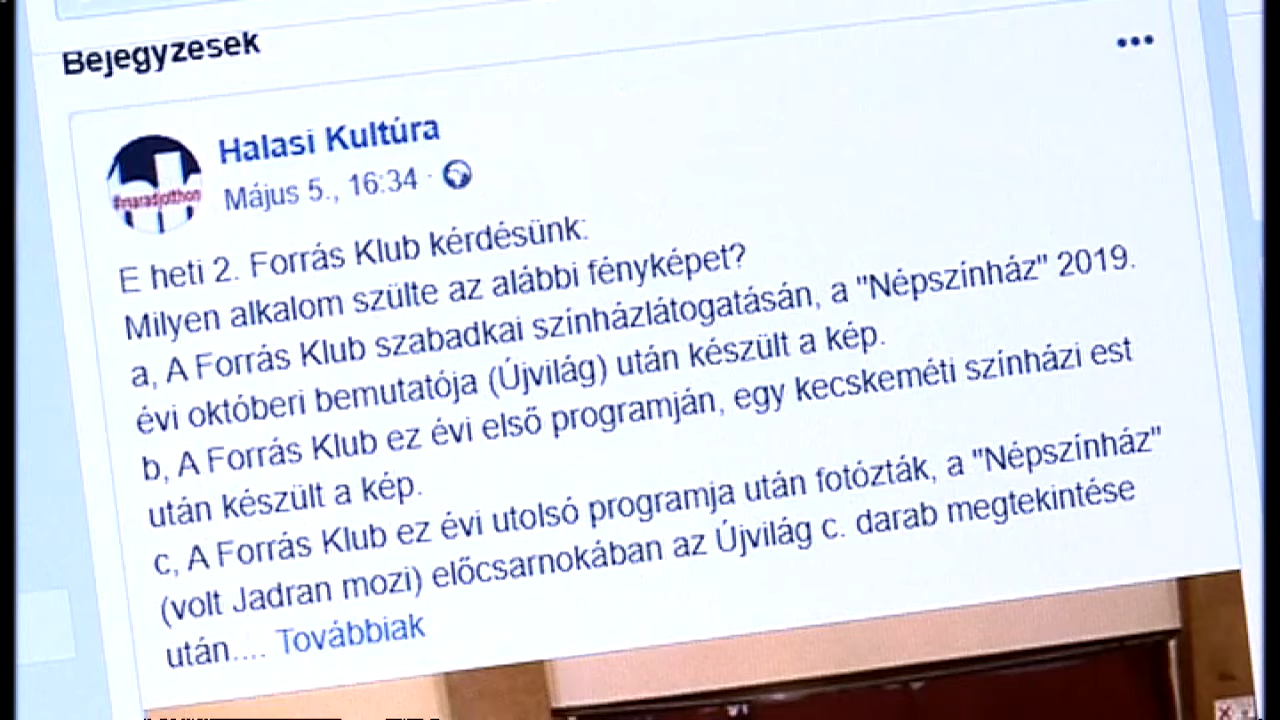 Bejegyzések
Halasi Kultúra
Május 5., 16:34 ·
#maradjotthon
E heti 2. Forrás Klub kérdésünk:
Milyen alkalom szülte az alábbi fényképet?
a, A Forrás Klub szabadkai színházlátogatásán, a "Népszínház" 2019.
évi októberi bemutatója (Újvilág) után készült a kép.
b, A Forrás Klub ez évi első programján, egy kecskeméti színházi est
után készült a kép.
c, A Forrás Klub ez évi utolsó programja után fotózták, a "Népszínház"
(volt Jadran mozi) előcsarnokában az Újvilág c. darab megtekintése
után.... Továbbiak